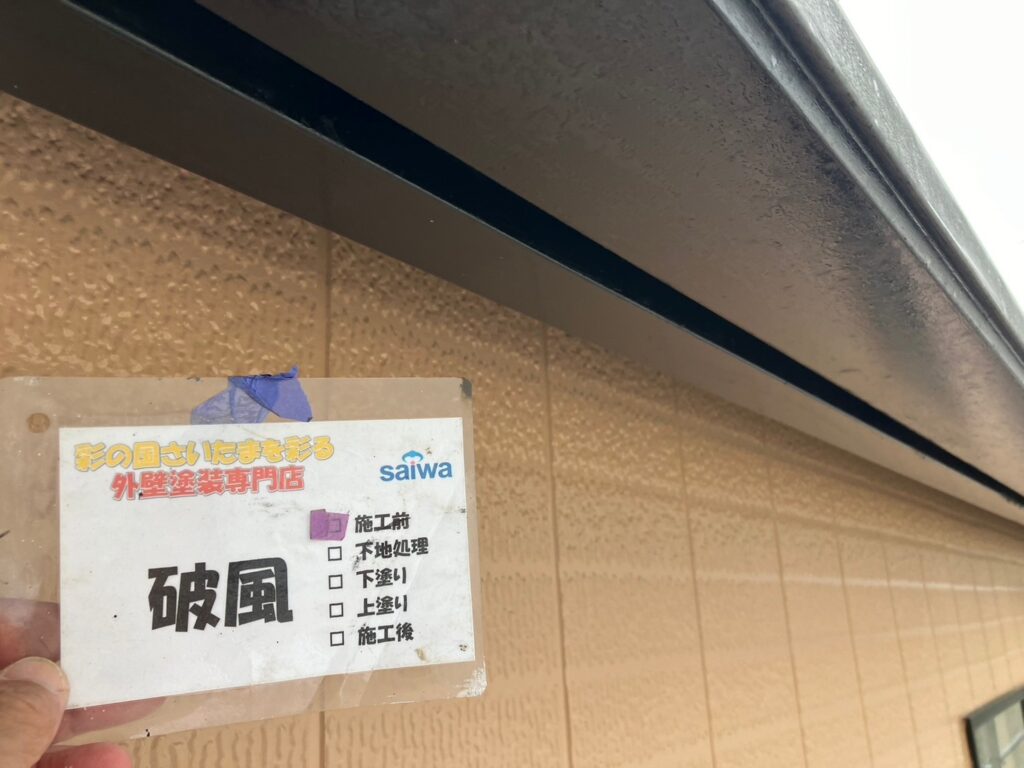 彩の国さいたまを彩る
外壁塗装専門店
saiwa
破風
□ 施工前
□ 下地処理
□ 下塗り
□ 上塗り
□ 施工後